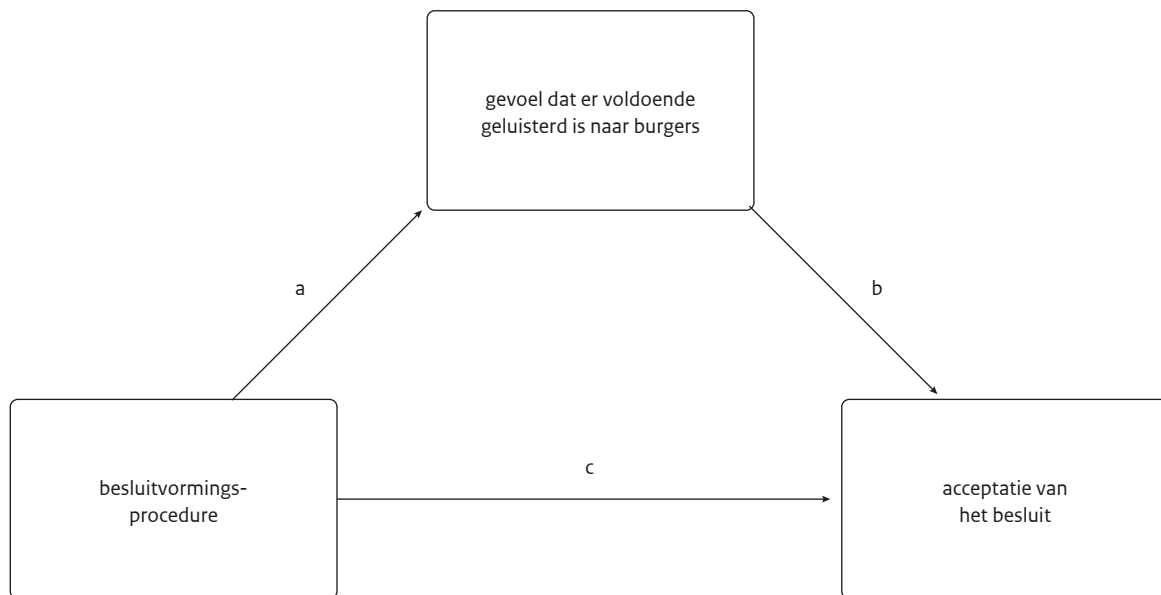 gevoel dat er voldoende
geluisterd is naar burgers
a
b
c
besluitvormings-
procedure
acceptatie van
het besluit